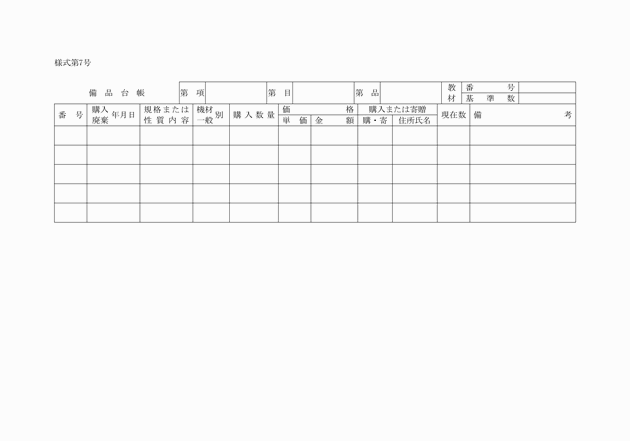 様式第7号
備品台帳 第項 第目 第品 教材 番号
基準数
番号 購入廃棄年月日 規格または性質内容 機材一般別 購入数量 価格 購入または寄贈 現在数 備考
単価 金額 購・寄 住所氏名